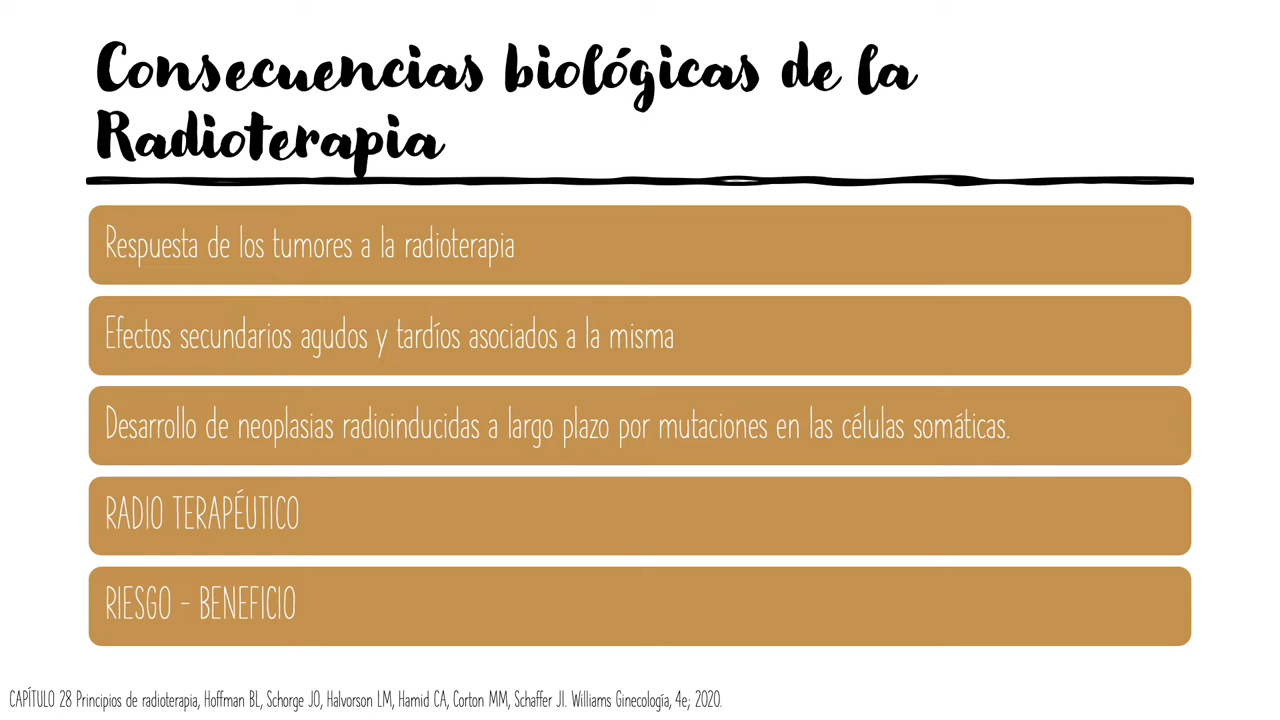 Consecuencias biológicas de la
Radioterapia
Respuesta de los tumores a la radioterapia
Efectos secundarios agudos y tardíos asociados a la misma
Desarrollo de neoplasias radioinducidas a largo plazo por mutaciones en las células somáticas.
RADIO TERAPÉUTICO
RIESGO - BENEFICIO
CAPÍTULO 28 Principios de radioterapia, Hoffman BL, Schorge JO, Halvorson LM, Hamid CA, Corton MM, Schaffer JI. Williams Ginecología, 4e; 2020.